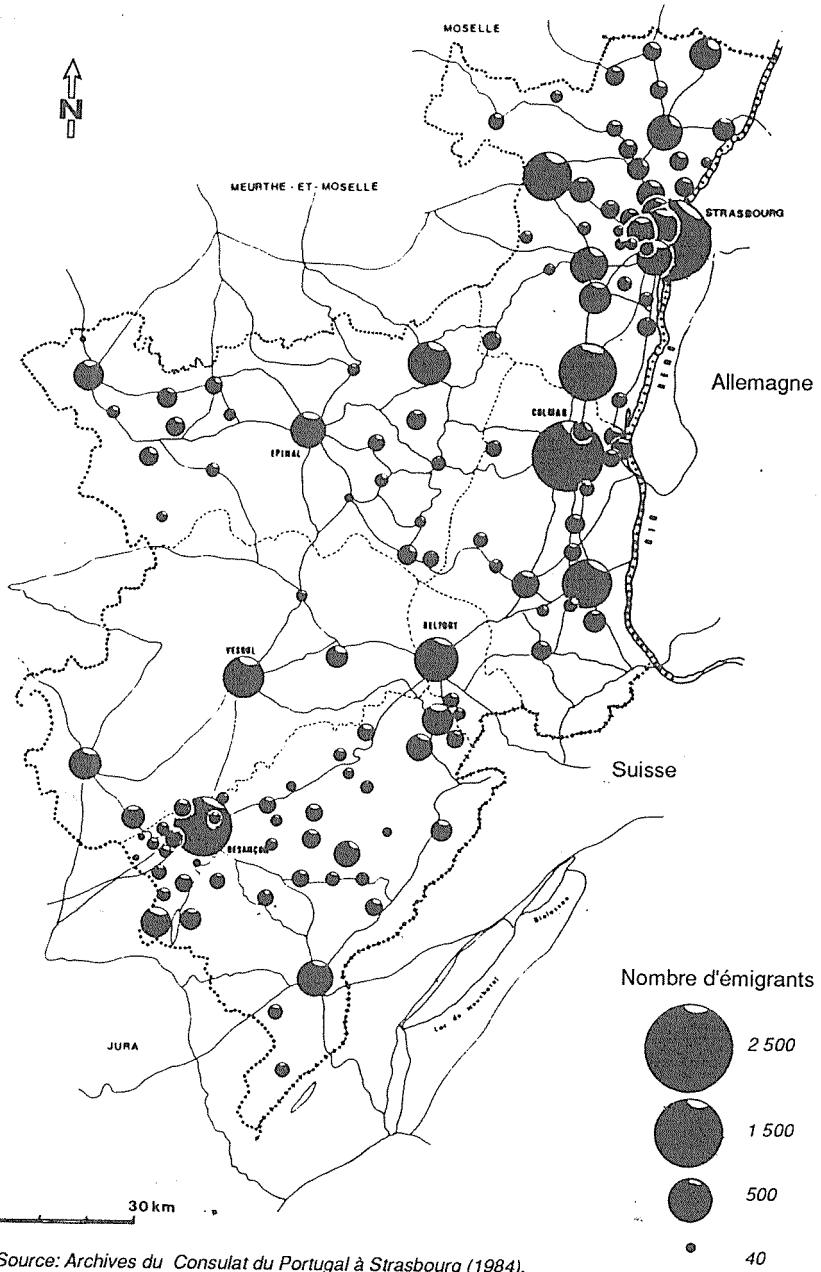 MOSELLE
N
MEURTHE-ET-MOSELLE
STRASBOURG
Allemagne
COLMAR
EPINAL
BELFORT
VESOUL
Suisse
BESANÇON
Nombre d'émigrants
2 500
JURA
1 500
30 km
500
Source: Archives du Consulat du Portugal à Strasbourg (1984).
40